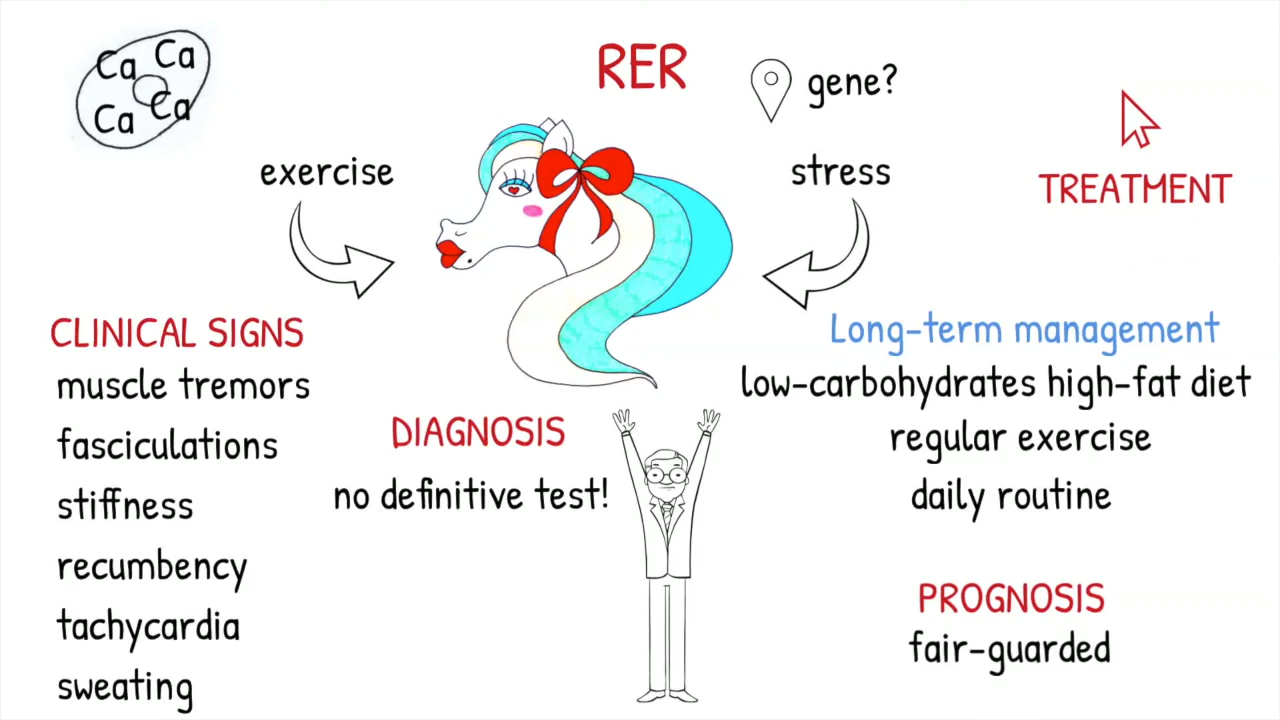 Ca Ca
Ca Ca
RER
gene?
exercise
stress
TREATMENT
CLINICAL SIGNS
muscle tremors
fasciculations
stiffness
recumbency
tachycardia
sweating
DIAGNOSIS
no definitive test!
Long-term management
low-carbohydrates high-fat diet
regular exercise
daily routine
PROGNOSIS
fair-guarded